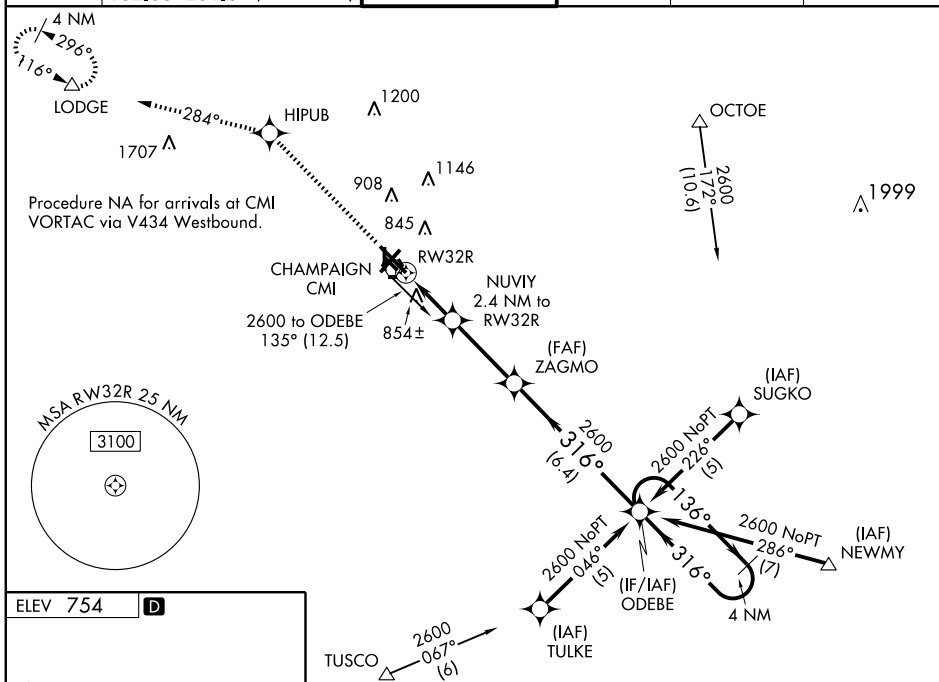 4 NM
296°
116°
LODGE
284°
HIPUB
1200
1707
OCTOE
2600
172°
(10.6)
1999
1146
908
845
Procedure NA for arrivals at CMI
VORTAC via V434 Westbound.
RW32R
CHAMPAIGN
CMI
NUVIY
2.4 NM to
RW32R
2600 to ODEBE
135° (12.5)
854±
(FAF)
ZAGMO
(IAF)
SUGKO
MSA RW32R 25 NM
3100
2600
316°
(6.4)
2600 NoPT
226°
(5)
136°
2600 NoPT
286°
(7)
(IAF)
NEWMY
2600 NoPT
046°
(5)
316°
(IF/IAF)
ODEBE
4 NM
ELEV 754 D
(IAF)
TULKE
TUSCO
2600
067°
(6)